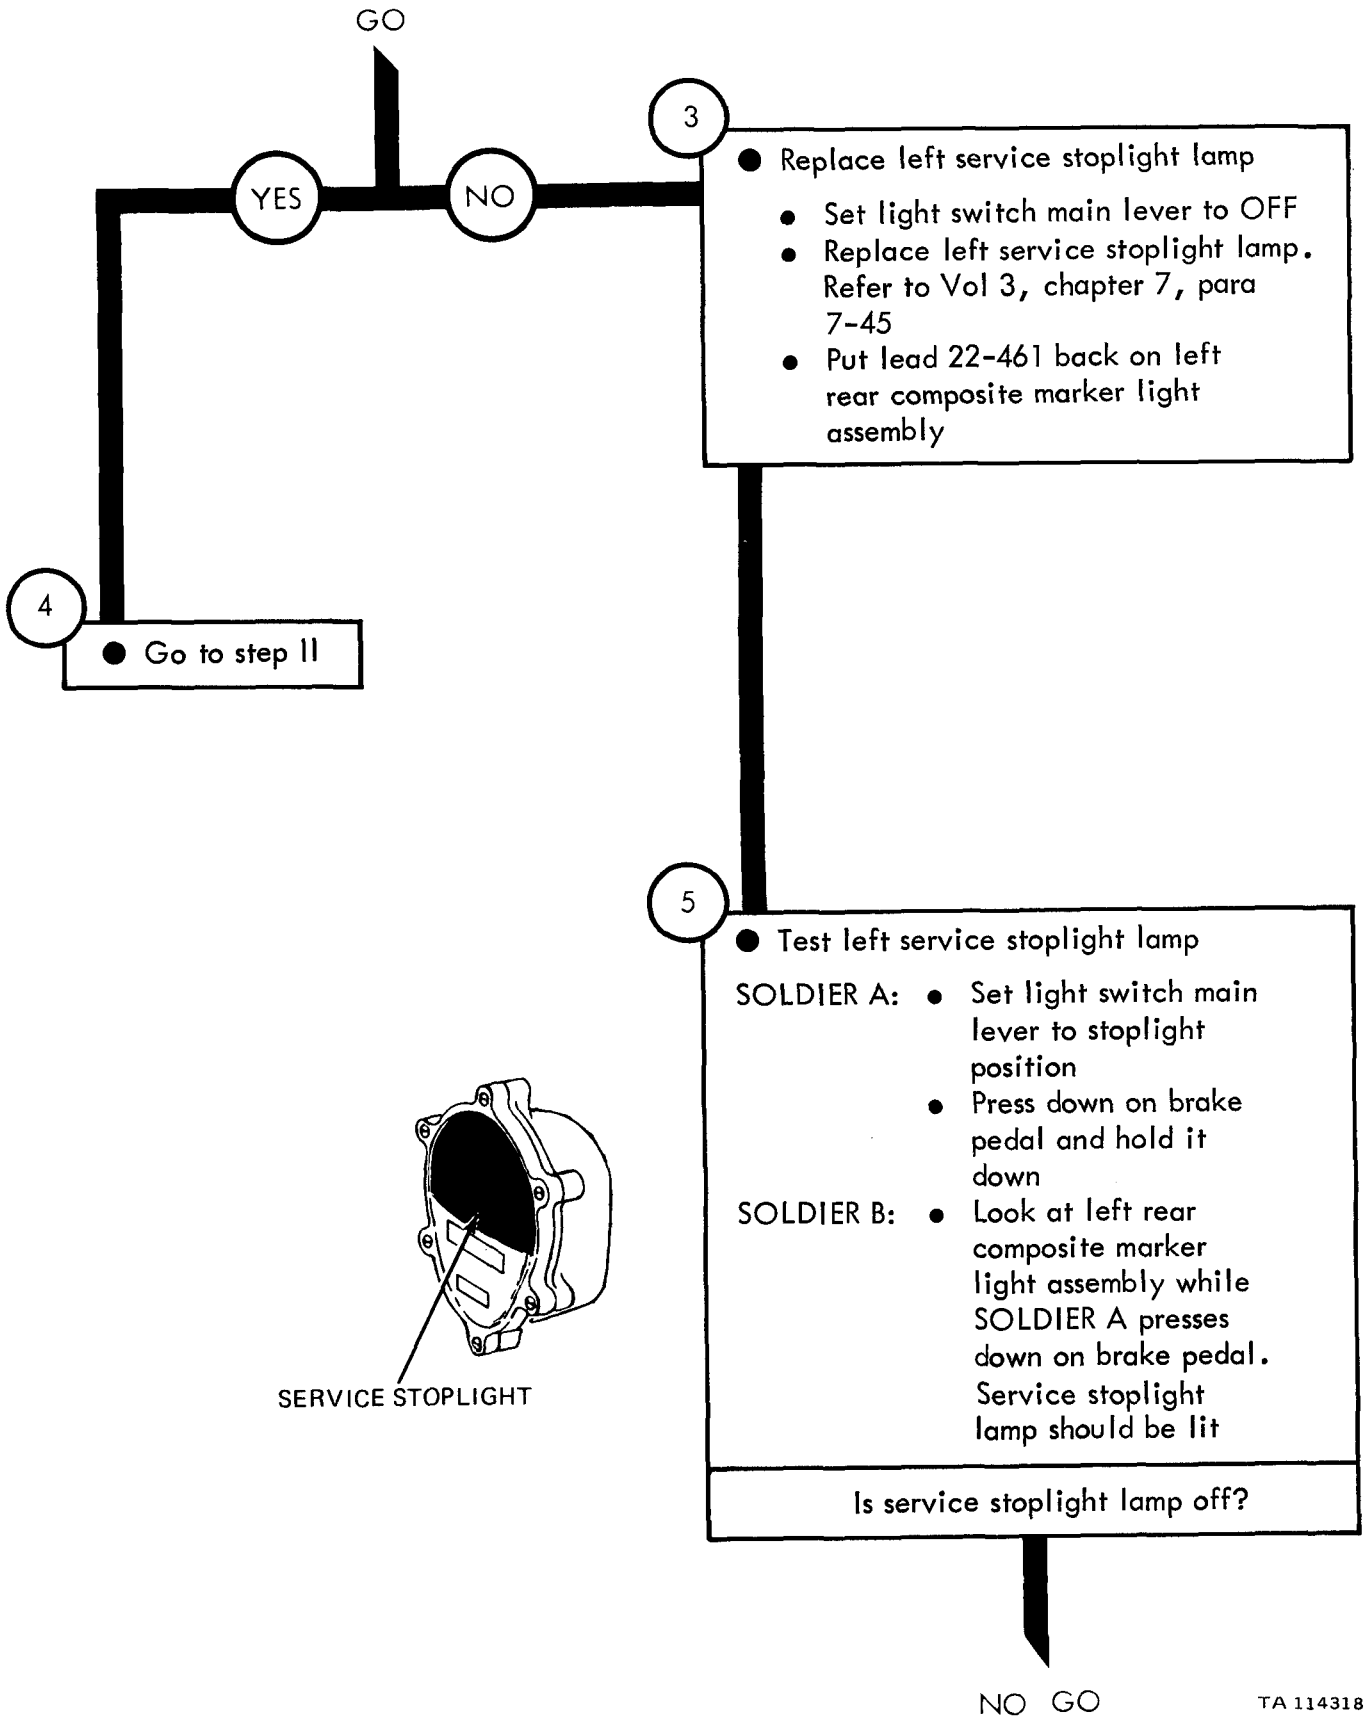 GO
YES
NO
3
● Replace left service stoplight lamp
● Set light switch main lever to OFF
● Replace left service stoplight lamp.
Refer to Vol 3, chapter 7, para
7-45
● Put lead 22-461 back on left
rear composite marker light
assembly
4
● Go to step 11
5
● Test left service stoplight lamp
SOLDIER A: ● Set light switch main
lever to stoplight
position
● Press down on brake
pedal and hold it
down
SOLDIER B: ● Look at left rear
composite marker
light assembly while
SOLDIER A presses
down on brake pedal.
Service stoplight
lamp should be lit
SERVICE STOPLIGHT
Is service stoplight lamp off?
NO GO
TA 114318